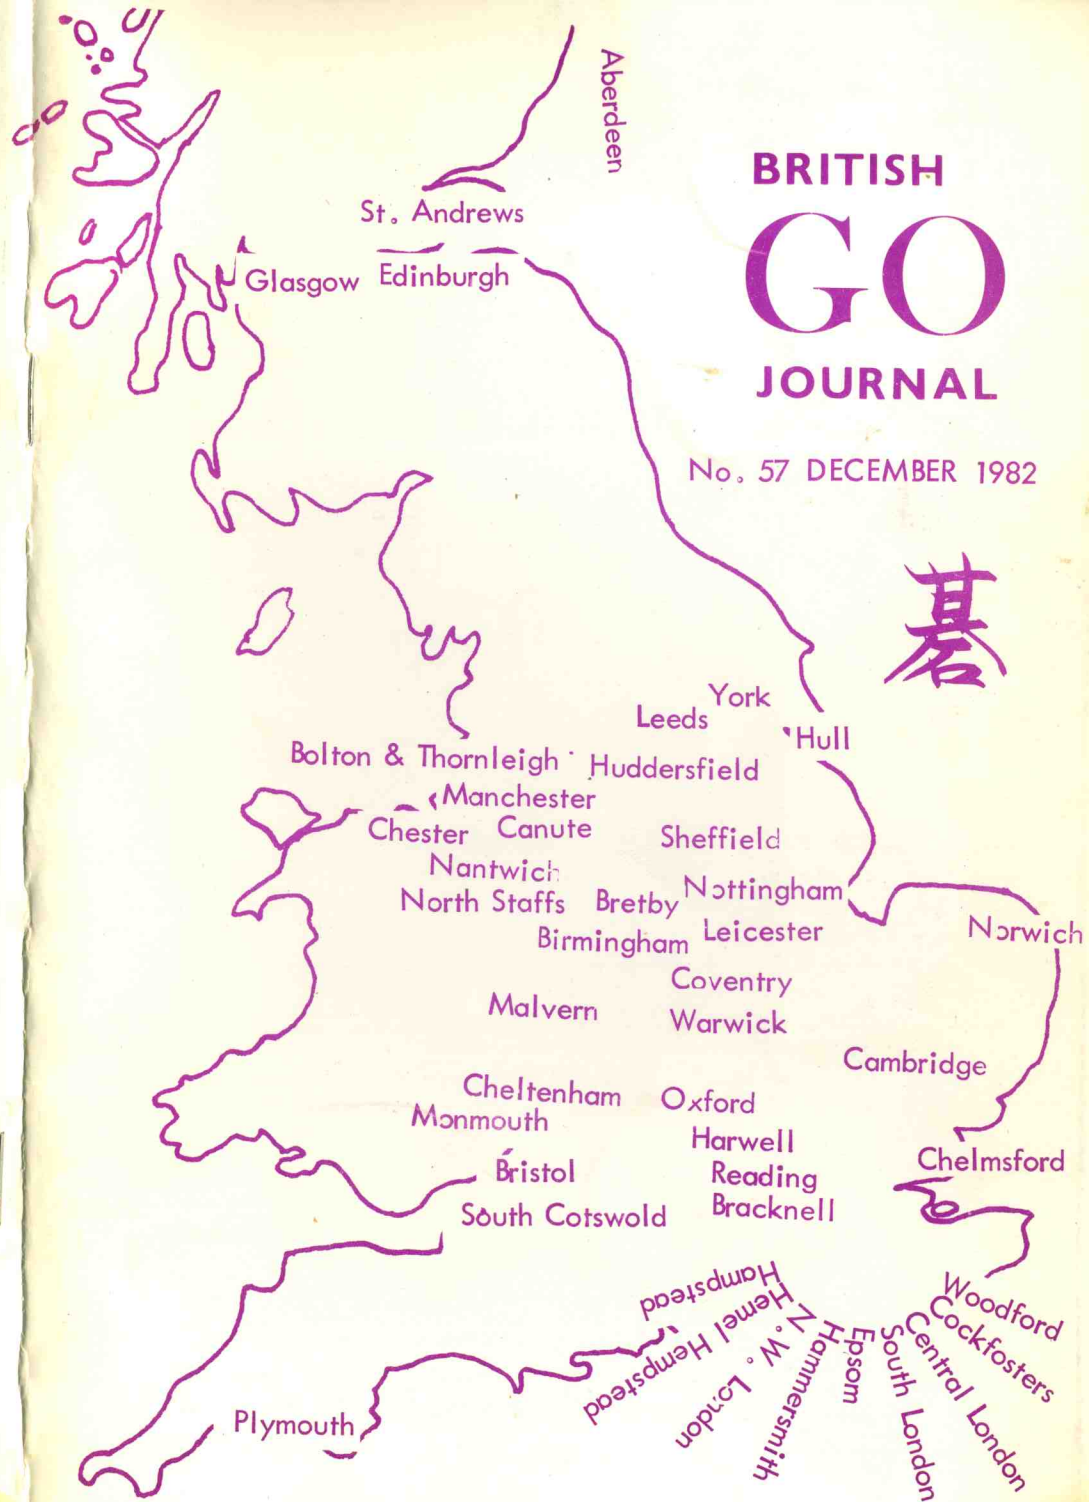 Aberdeen
BRITISH
GO
JOURNAL
No. 57 DECEMBER 1982
碁
St. Andrews
Glasgow
Edinburgh
York
Leeds
Hull
Bolton & Thornleigh
Huddersfield
Manchester
Chester
Canute
Sheffield
Nantwich
North Staffs
Bretby
Nottingham
Birmingham
Leicester
Norwich
Coventry
Malvern
Warwick
Cambridge
Cheltenham
Oxford
Monmouth
Harwell
Chelmsford
Bristol
Reading
South Cotswold
Bracknell
Hampstead
Hemel Hempstead
N.W. London
Hammersmith
Epsom
South London
Central London
Cockfosters
Woodford
Plymouth